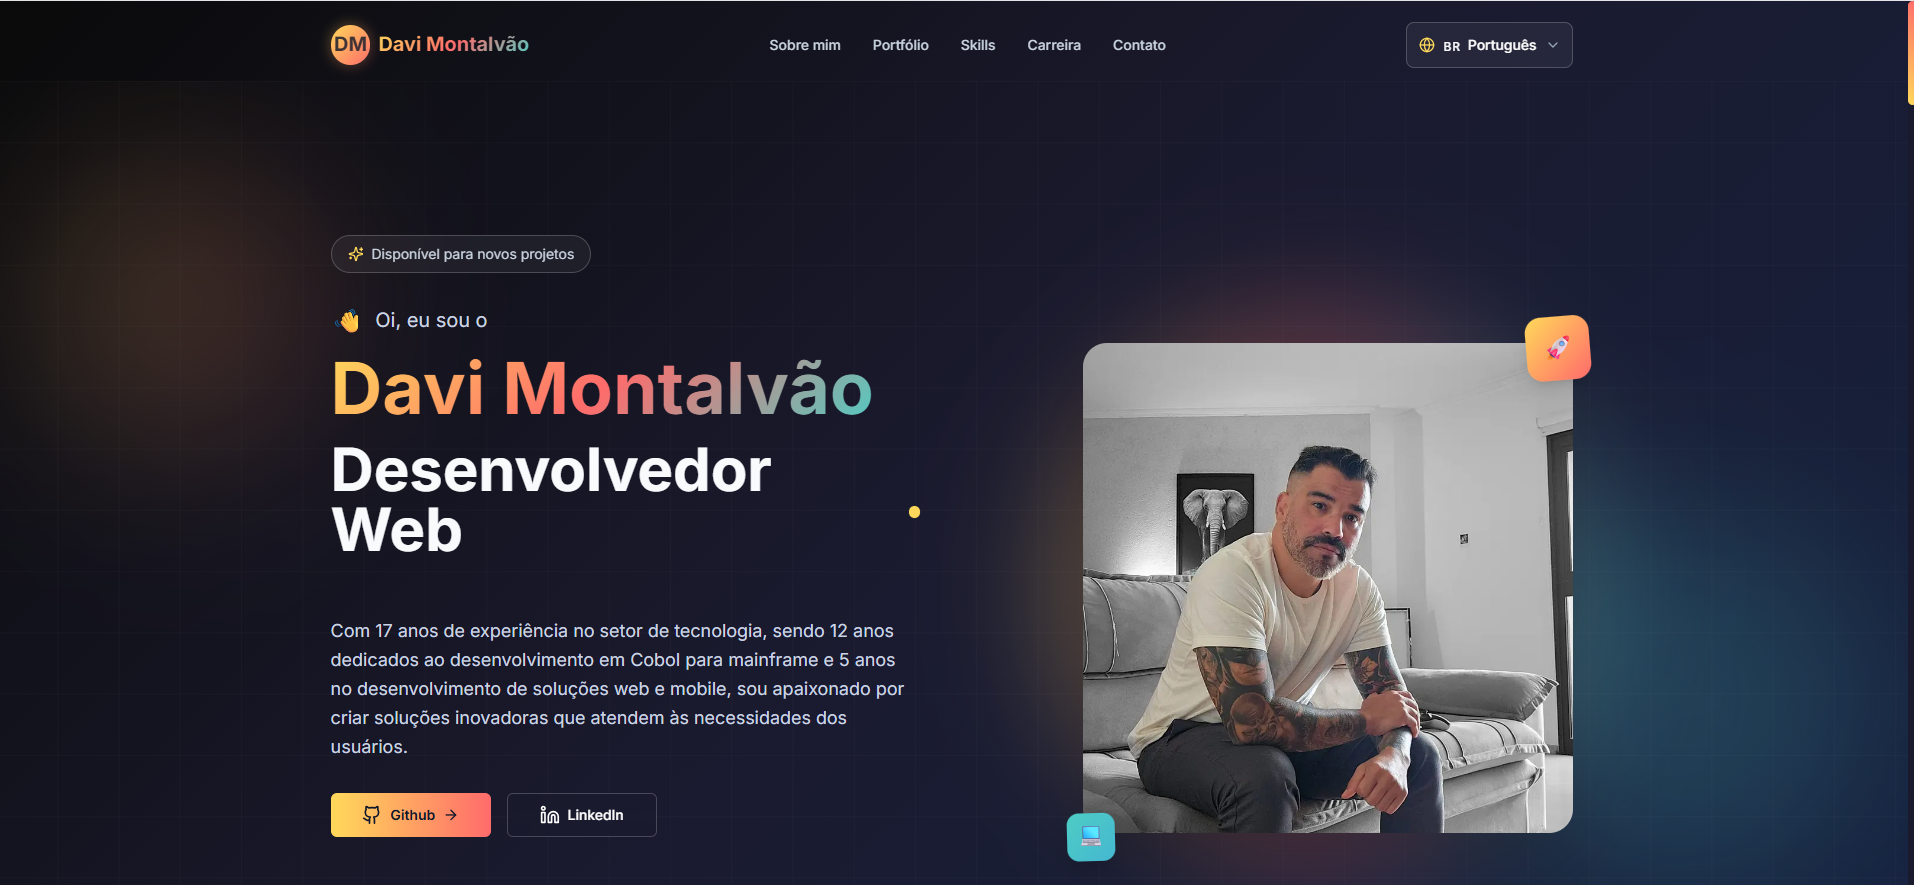 DM Davi Montalvão
Sobre mim
Portfólio
Skills
Carreira
Contato
BR Português
Disponível para novos projetos
Oi, eu sou o
Davi Montalvão
Desenvolvedor
Web
Com 17 anos de experiência no setor de tecnologia, sendo 12 anos
dedicados ao desenvolvimento em Cobol para mainframe e 5 anos
no desenvolvimento de soluções web e mobile, sou apaixonado por
criar soluções inovadoras que atendem às necessidades dos
usuários.
Github
LinkedIn